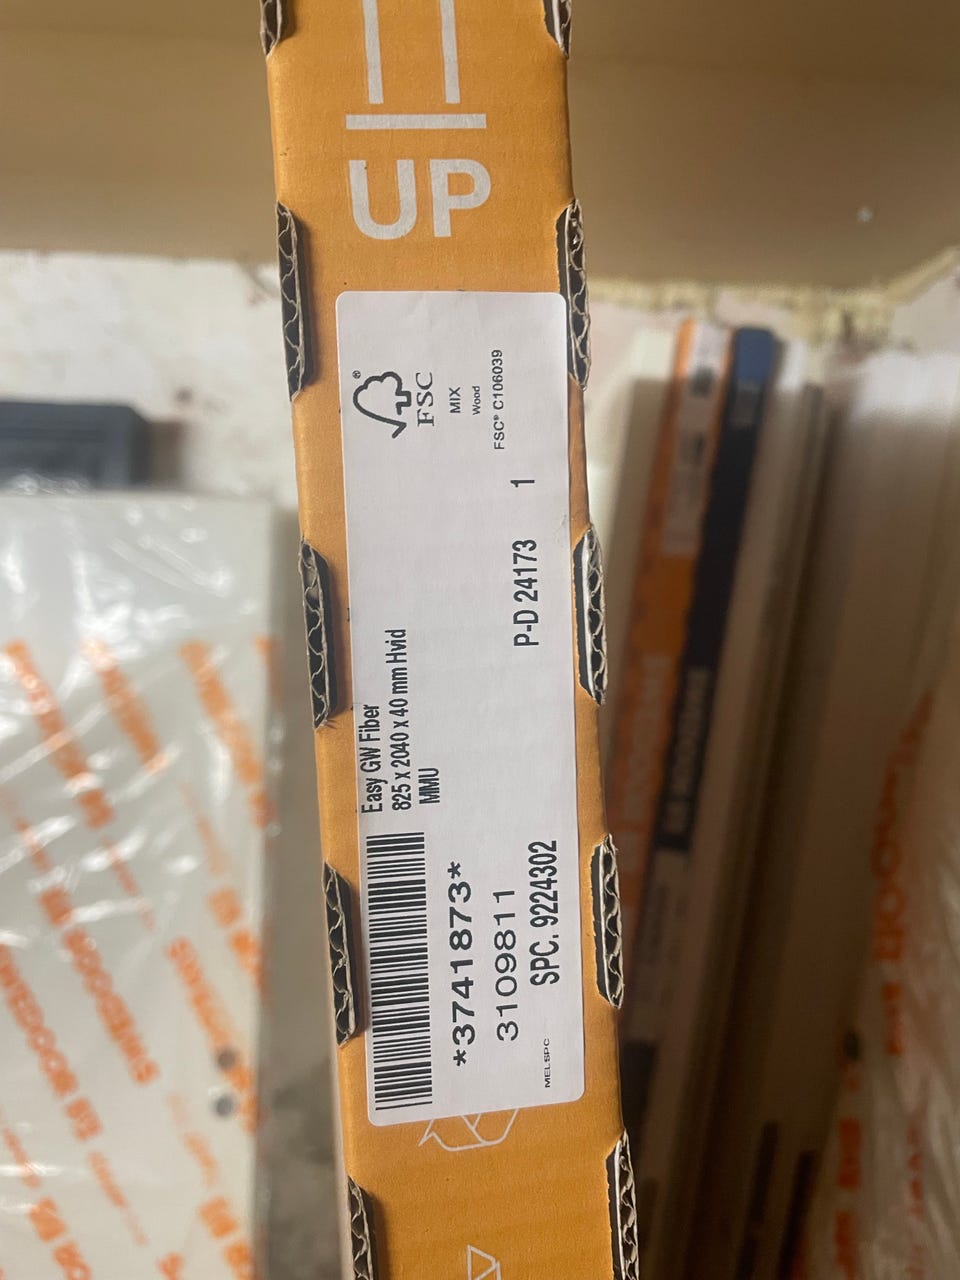 UP
FSC®
MIX
Wood
FSC® C106039
Easy GW Fiber
825 x 2040 x 40 mm Hvid
MMU
P-D 24173 1
*3741873*
3109811
SPC. 9224302
MELSPC